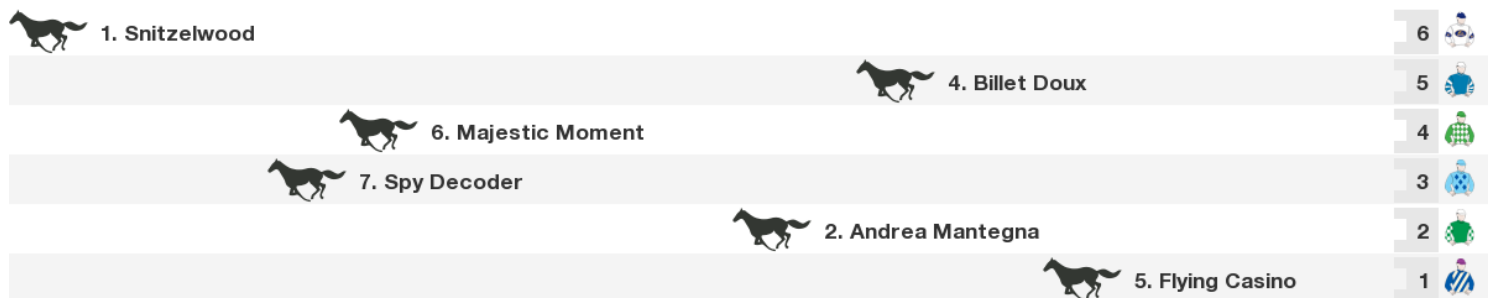 1. Snitzelwood 6
4. Billet Doux 5
6. Majestic Moment 4
7. Spy Decoder 3
2. Andrea Mantegna 2
5. Flying Casino 1